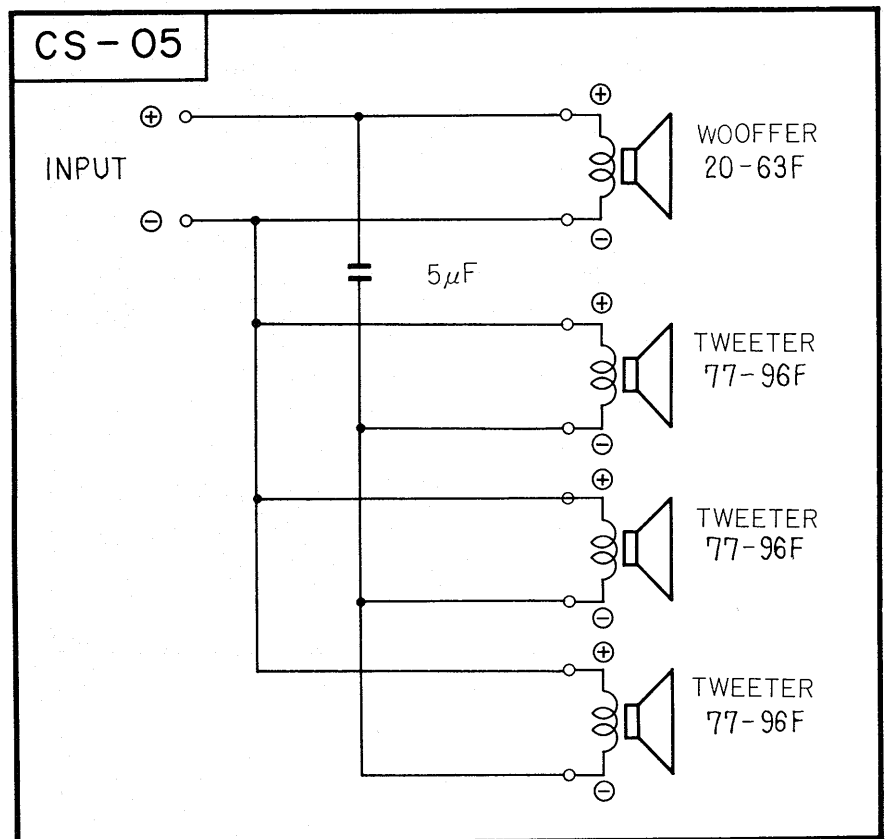 CS-05
⊕
⊕
INPUT
WOOFFER
20-63F
⊖
⊖
5μF
⊕
TWEETER
77-96F
⊖
⊕
TWEETER
77-96F
⊖
⊕
TWEETER
77-96F
⊖